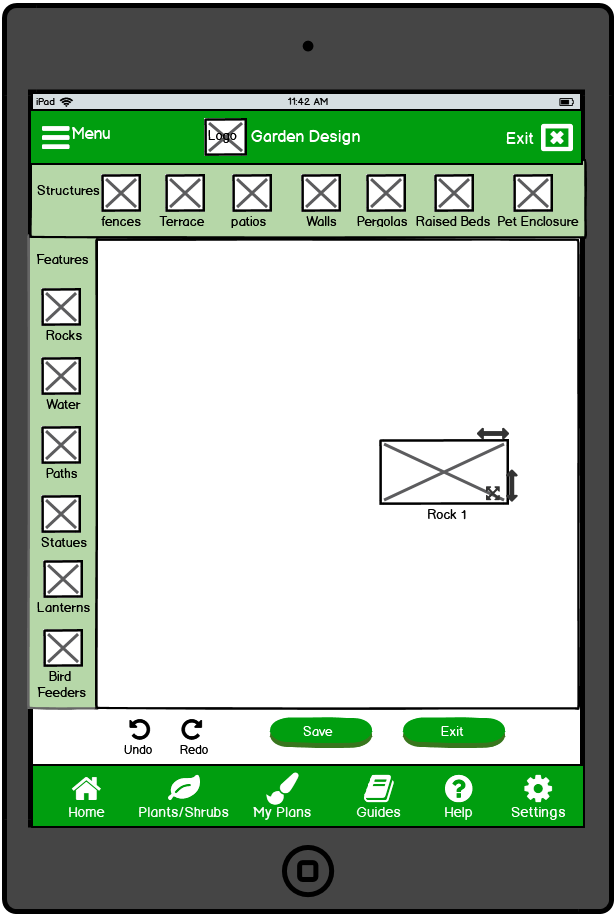 iPad 11:42 AM
Menu Logo Garden Design Exit
Structures
fences Terrace patios Walls Pergolas Raised Beds Pet Enclosure
Features
Rocks
Water
Paths
Statues
Lanterns
Bird
Feeders
Rock 1
Undo Redo Save Exit
Home Plants/Shrubs My Plans Guides Help Settings